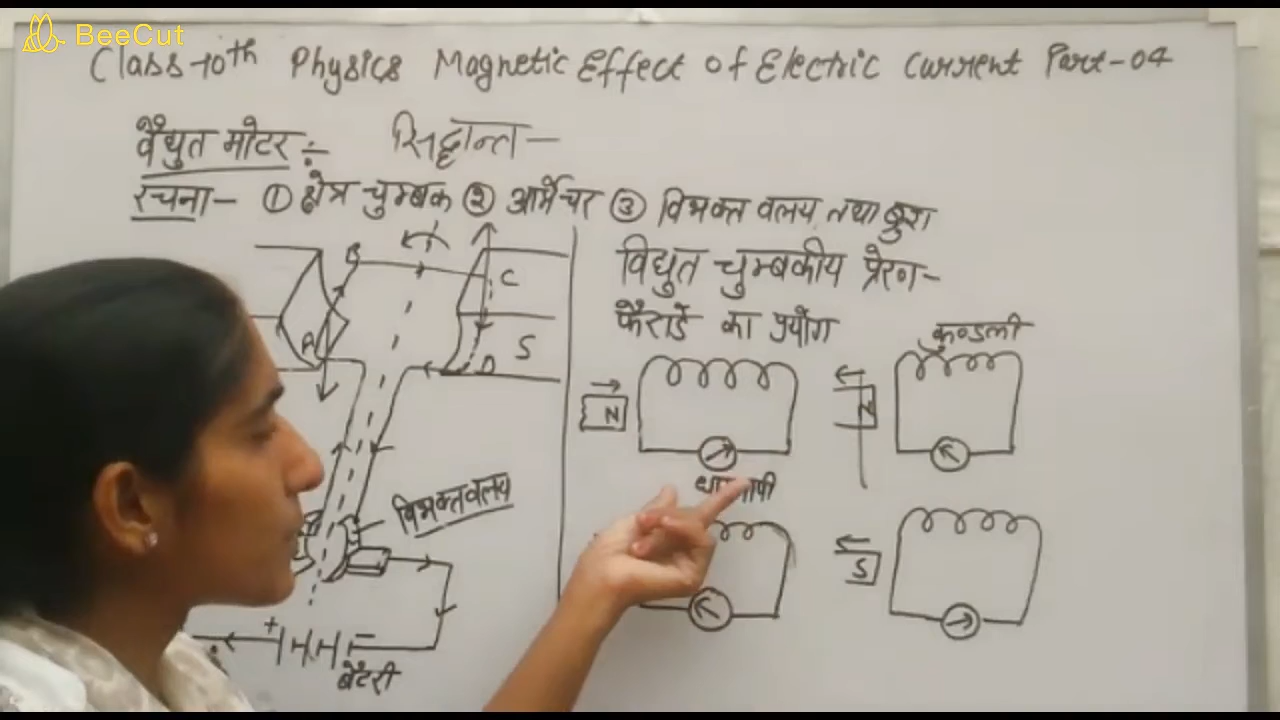 BeeCut
Class 10th Physics Magnetic Effect of Electric Current Part-04
वैद्युत मोटर ÷ सिद्धान्त —
रचना— ① क्षेत्र चुम्बक ② आर्मेचर ③ विभक्त वलय तथा ब्रुश
B
C
A
S
D
विभक्तवलय
+
−
बैटरी
विद्युत चुम्बकीय प्रेरण—
फैराडे का प्रयोग
कुण्डली
N
N
S